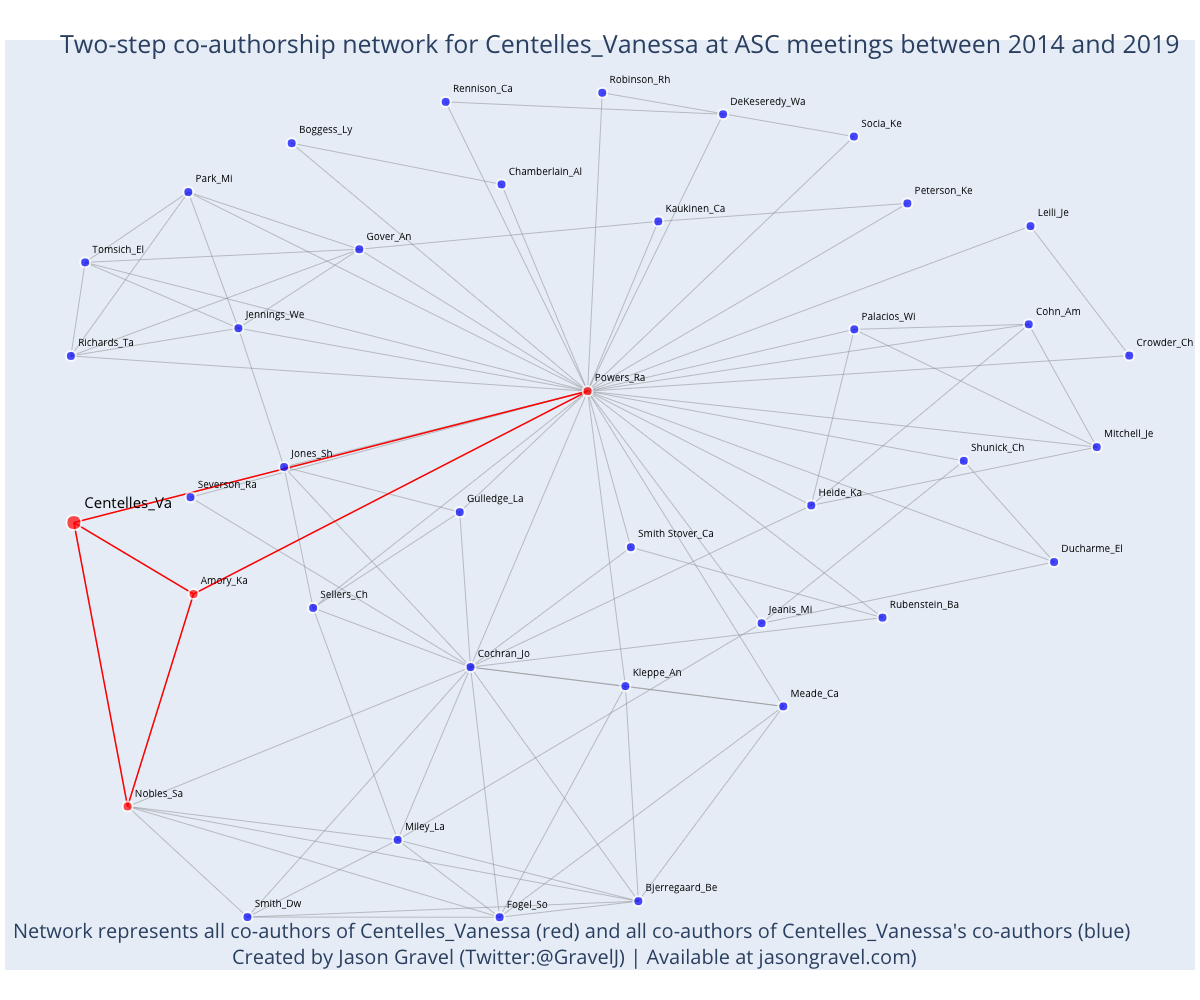 Two-step co-authorship network for Centelles_Vanessa at ASC meetings between 2014 and 2019
Robinson_Rh
Rennison_Ca
DeKeseredy_Wa
Socia_Ke
Boggess_Ly
Chamberlain_Al
Park_Mi
Peterson_Ke
Kaukinen_Ca
Leili_Je
Gover_An
Tomsich_El
Cohn_Am
Jennings_We
Palacios_Wi
Richards_Ta
Crowder_Ch
Powers_Ra
Mitchell_Je
Shunick_Ch
Jones_Sh
Severson_Ra
Heide_Ka
Centelles_Va
Gulledge_La
Smith Stover_Ca
Ducharme_El
Amory_Ka
Sellers_Ch
Rubenstein_Ba
Jeanis_Mi
Cochran_Jo
Kleppe_An
Meade_Ca
Nobles_Sa
Miley_La
Bjerregaard_Be
Smith_Dw
Fogel_So
Network represents all co-authors of Centelles_Vanessa (red) and all co-authors of Centelles_Vanessa's co-authors (blue)
Created by Jason Gravel (Twitter:@GravelJ) | Available at jasongravel.com)